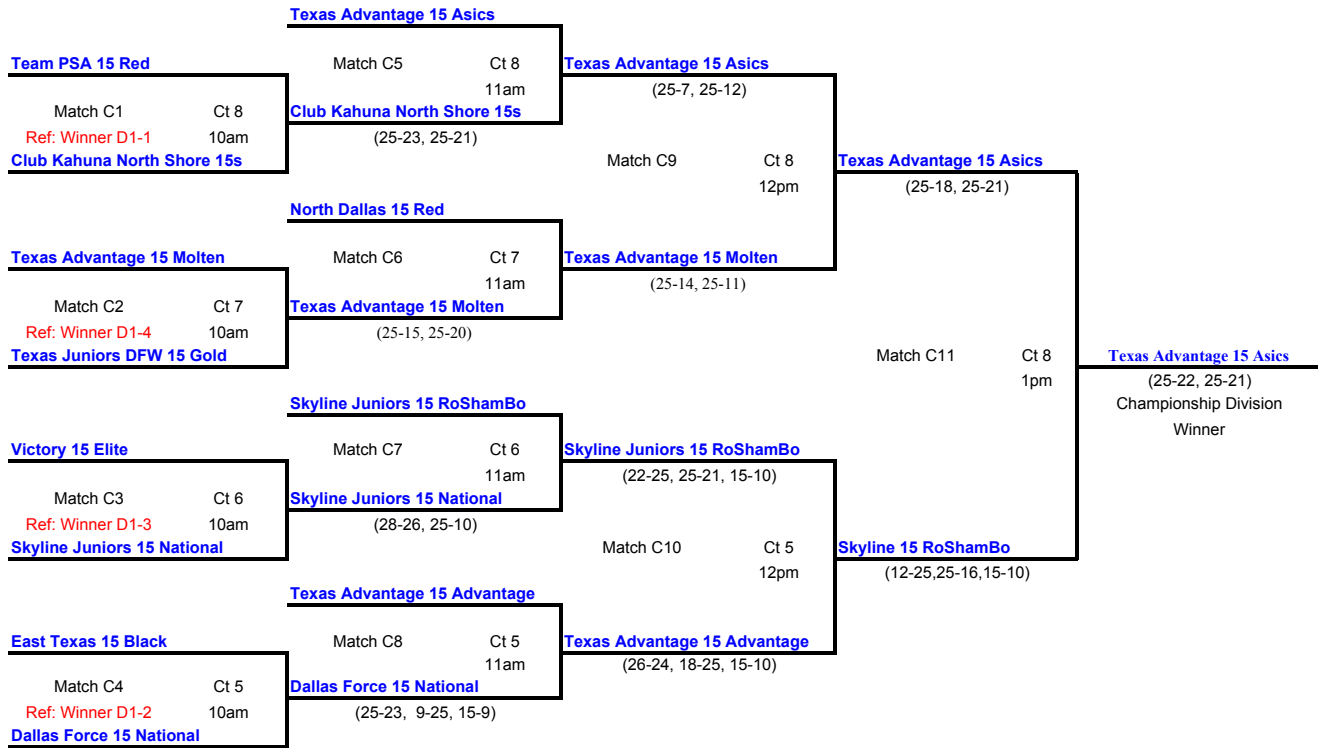 Texas Advantage 15 Asics
Team PSA 15 Red
Match C5 Ct 8
Texas Advantage 15 Asics
11am
(25-7, 25-12)
Match C1 Ct 8
Club Kahuna North Shore 15s
Ref: Winner D1-1 10am
(25-23, 25-21)
Club Kahuna North Shore 15s
Match C9 Ct 8
Texas Advantage 15 Asics
12pm
(25-18, 25-21)
North Dallas 15 Red
Texas Advantage 15 Molten
Match C6 Ct 7
Texas Advantage 15 Molten
11am
(25-14, 25-11)
Match C2 Ct 7
Texas Advantage 15 Molten
Ref: Winner D1-4 10am
(25-15, 25-20)
Texas Juniors DFW 15 Gold
Match C11 Ct 8
Texas Advantage 15 Asics
1pm
(25-22, 25-21)
Championship Division
Winner
Skyline Juniors 15 RoShamBo
Victory 15 Elite
Match C7 Ct 6
Skyline Juniors 15 RoShamBo
11am
(22-25, 25-21, 15-10)
Match C3 Ct 6
Skyline Juniors 15 National
Ref: Winner D1-3 10am
(28-26, 25-10)
Skyline Juniors 15 National
Match C10 Ct 5
Skyline 15 RoShamBo
12pm
(12-25,25-16,15-10)
Texas Advantage 15 Advantage
East Texas 15 Black
Match C8 Ct 5
Texas Advantage 15 Advantage
11am
(26-24, 18-25, 15-10)
Match C4 Ct 5
Dallas Force 15 National
Ref: Winner D1-2 10am
(25-23, 9-25, 15-9)
Dallas Force 15 National